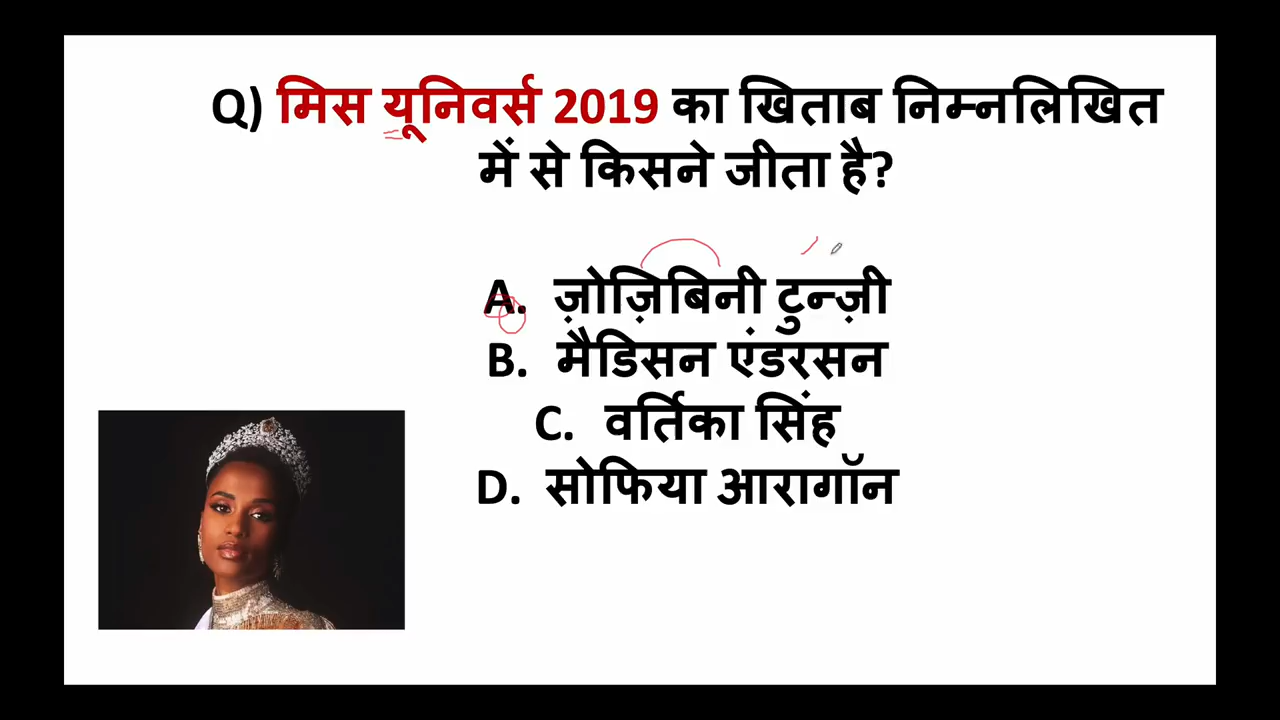 Q) मिस यूनिवर्स 2019 का खिताब निम्नलिखित
में से किसने जीता है?
A. ज़ोज़िबिनी टुन्ज़ी
B. मैडिसन एंडरसन
C. वर्तिका सिंह
D. सोफिया आरागॉन